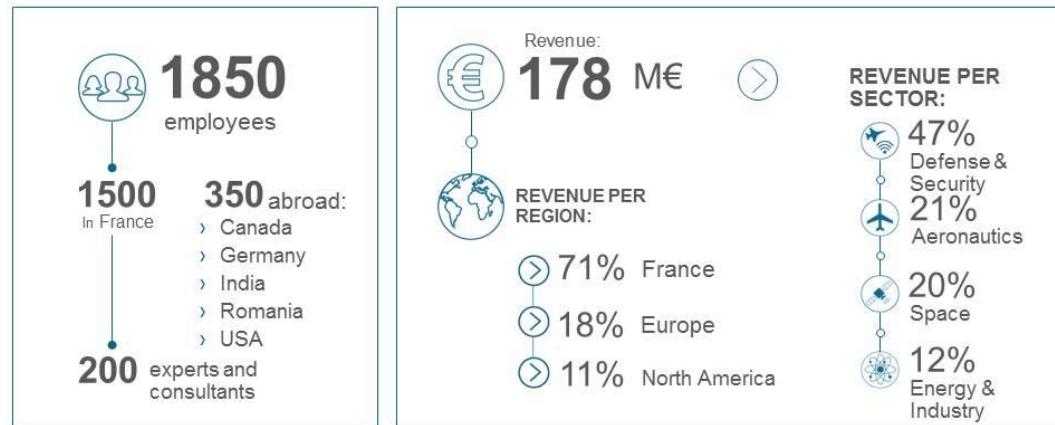 1850
employees
1500
In France
350 abroad:
› Canada
› Germany
› India
› Romania
› USA
200 experts and
consultants
Revenue:
178 M€
REVENUE PER
REGION:
71% France
18% Europe
11% North America
REVENUE PER
SECTOR:
47%
Defense &
Security
21%
Aeronautics
20%
Space
12%
Energy &
Industry